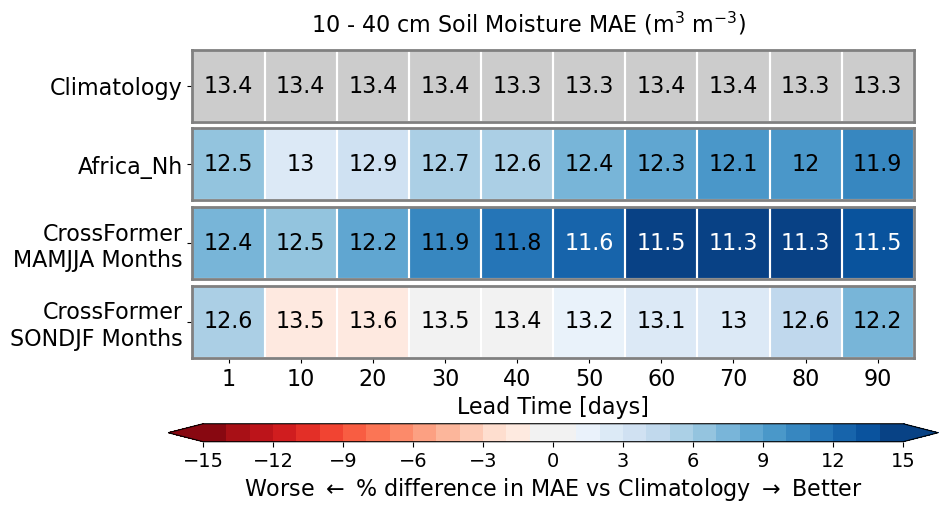 10 - 40 cm Soil Moisture MAE (m³ m⁻³)
Climatology 13.4 13.4 13.4 13.4 13.3 13.3 13.4 13.4 13.3 13.3
Africa_Nh 12.5 13 12.9 12.7 12.6 12.4 12.3 12.1 12 11.9
CrossFormer
MAMJJA Months 12.4 12.5 12.2 11.9 11.8 11.6 11.5 11.3 11.3 11.5
CrossFormer
SONDJF Months 12.6 13.5 13.6 13.5 13.4 13.2 13.1 13 12.6 12.2
1 10 20 30 40 50 60 70 80 90
Lead Time [days]
−15 −12 −9 −6 −3 0 3 6 9 12 15
Worse ← % difference in MAE vs Climatology → Better